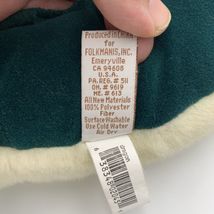 Produced in China
for
FOLKMANIS, INC.
Emeryville
CA 94608
U.S.A.
PA. REG.# 511
OH. # 9619
ME. # 613
All New Materials
100% Polyester
Fiber
Surface Washable
Use Cold Water
Air Dry